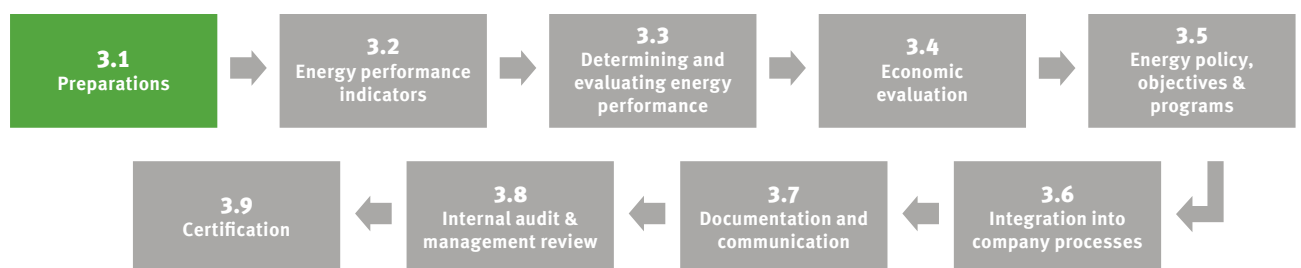 3.1
Preparations
3.2
Energy performance
indicators
3.3
Determining and
evaluating energy
performance
3.4
Economic
evaluation
3.5
Energy policy,
objectives &
programs
3.6
Integration into
company processes
3.7
Documentation and
communication
3.8
Internal audit &
management review
3.9
Certification